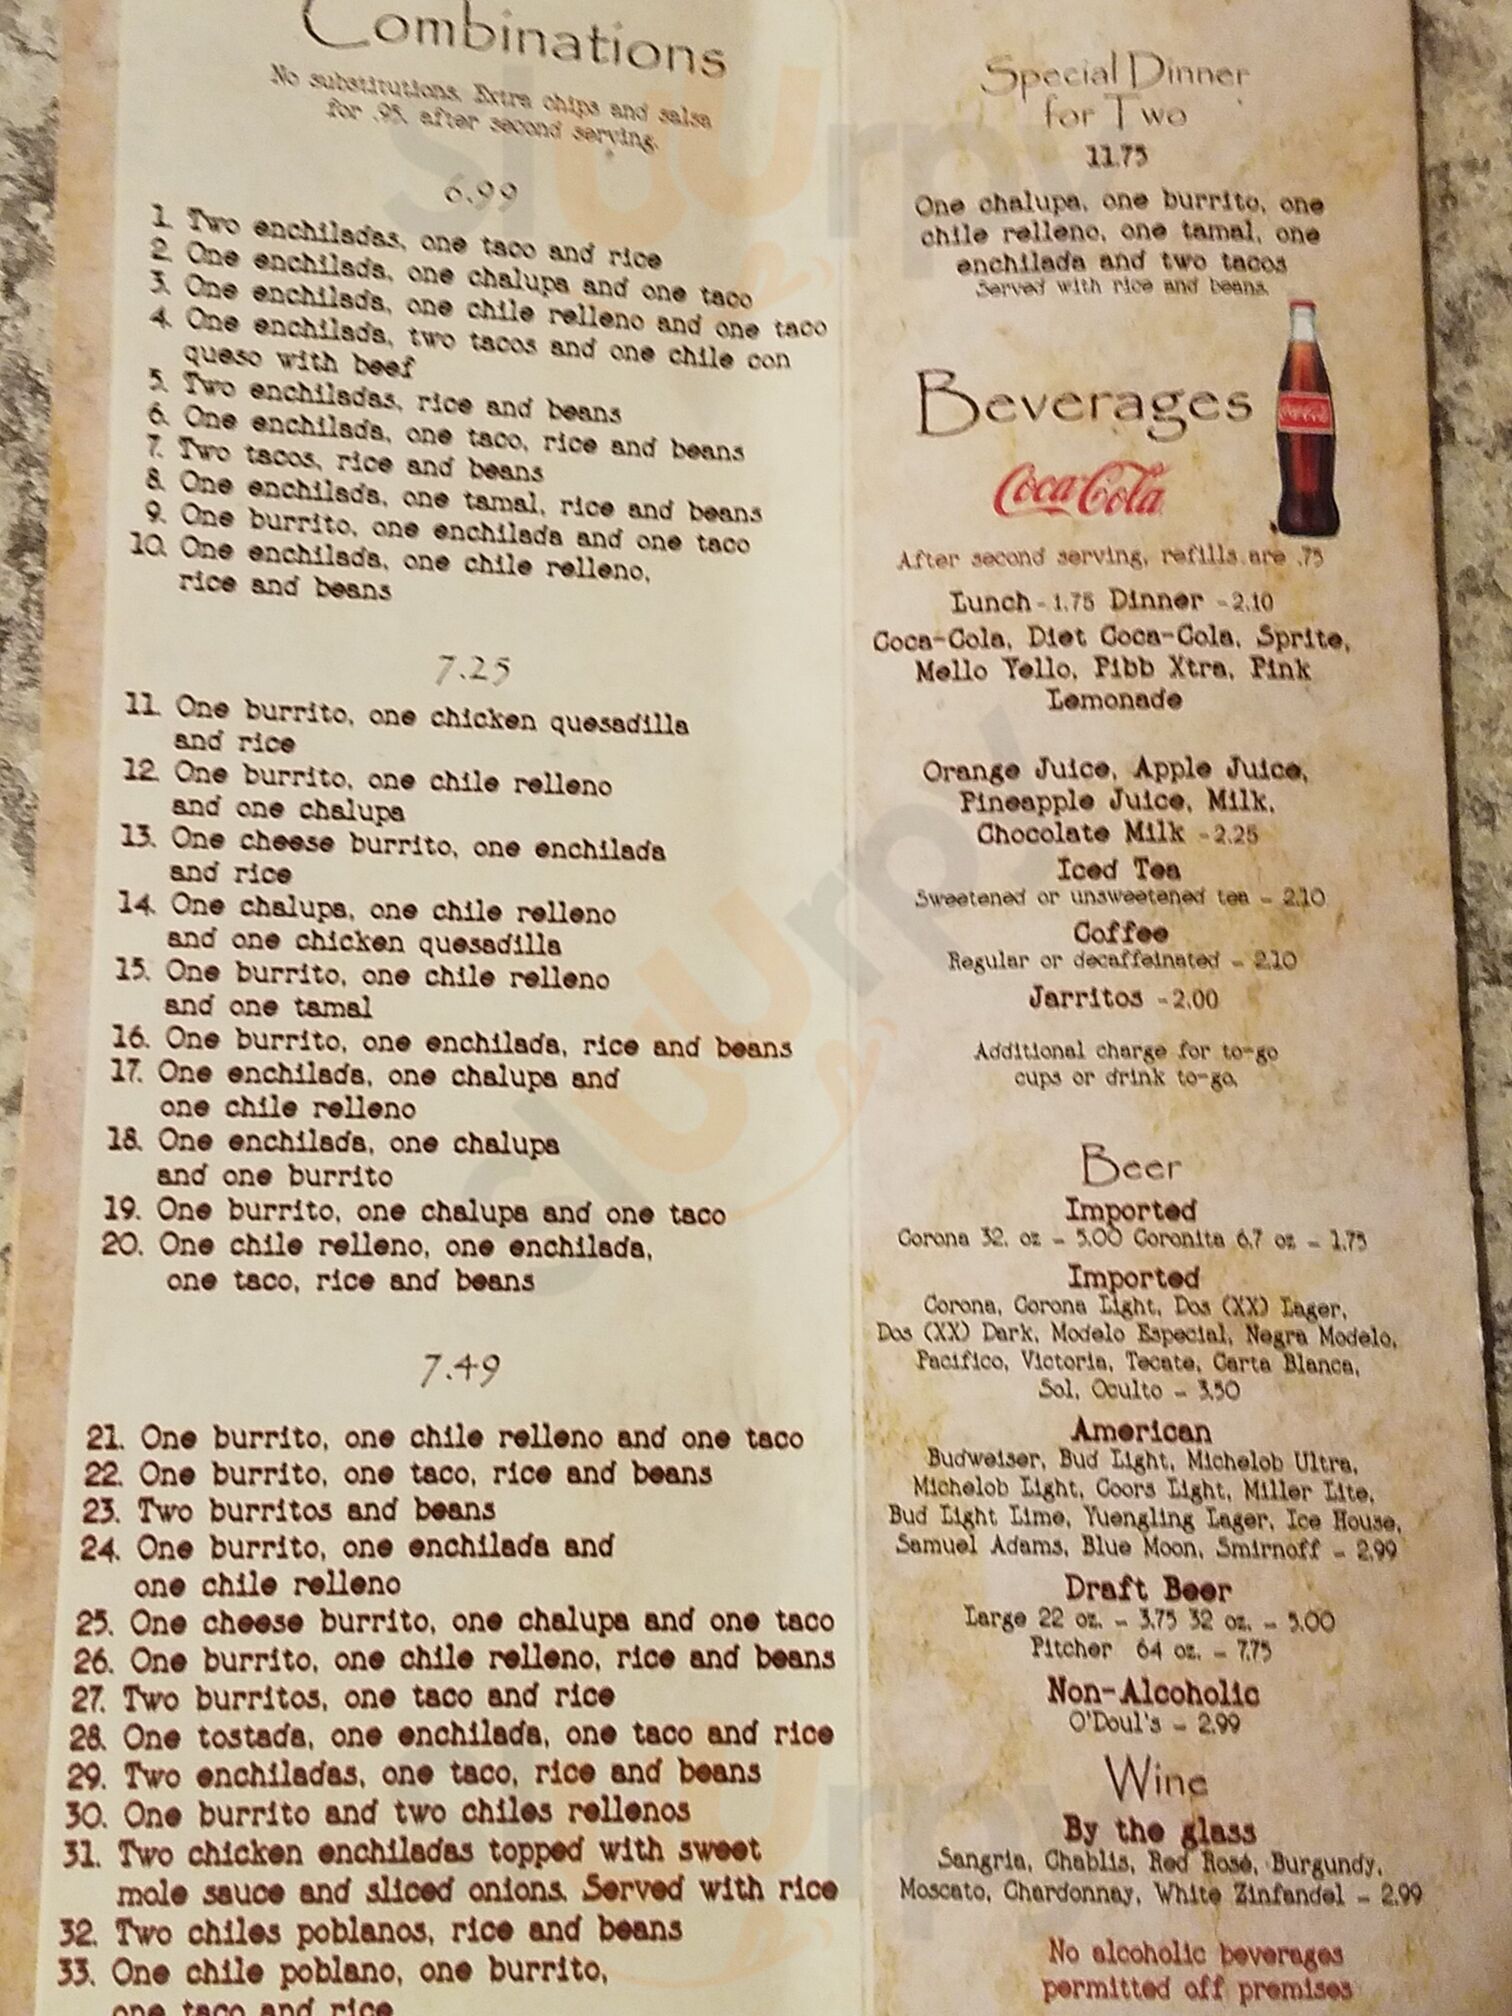 Combinations
No substitutions. Extra chips and salsa
for .95. after second serving.
6.99
1. Two enchiladas, one taco and rice
2. One enchilada, one chalupa and one taco
3. One enchilada, one chile relleno and one taco
4. One enchilada, two tacos and one chile con
queso with beef
5. Two enchiladas, rice and beans
6. One enchilada, one taco, rice and beans
7. Two tacos, rice and beans
8. One enchilada, one tamal, rice and beans
9. One burrito, one enchilada and one taco
10. One enchilada, one chile relleno,
rice and beans
7.25
11. One burrito, one chicken quesadilla
and rice
12. One burrito, one chile relleno
and one chalupa
13. One cheese burrito, one enchilada
and rice
14. One chalupa, one chile relleno
and one chicken quesadilla
15. One burrito, one chile relleno
and one tamal
16. One burrito, one enchilada, rice and beans
17. One enchilada, one chalupa and
one chile relleno
18. One enchilada, one chalupa
and one burrito
19. One burrito, one chalupa and one taco
20. One chile relleno, one enchilada,
one taco, rice and beans
7.49
21. One burrito, one chile relleno and one taco
22. One burrito, one taco, rice and beans
23. Two burritos and beans
24. One burrito, one enchilada and
one chile relleno
25. One cheese burrito, one chalupa and one taco
26. One burrito, one chile relleno, rice and beans
27. Two burritos, one taco and rice
28. One tostada, one enchilada, one taco and rice
29. Two enchiladas, one taco, rice and beans
30. One burrito and two chiles rellenos
31. Two chicken enchiladas topped with sweet
mole sauce and sliced onions. Served with rice
32. Two chiles poblanos, rice and beans
33. One chile poblano, one burrito,
one taco and rice
Special Dinner
for Two
11.75
One chalupa, one burrito, one
chile relleno, one tamal, one
enchilada and two tacos
Served with rice and beans.
Beverages
Coca-Cola
Coca-Cola
After second serving, refills are .75
Lunch - 1.75 Dinner - 2.10
Coca-Cola, Diet Coca-Cola, Sprite,
Mello Yello, Pibb Xtra, Pink
Lemonade
Orange Juice, Apple Juice,
Pineapple Juice, Milk,
Chocolate Milk - 2.25
Iced Tea
Sweetened or unsweetened tea - 2.10
Coffee
Regular or decaffeinated - 2.10
Jarritos - 2.00
Additional charge for to-go
cups or drink to-go.
Beer
Imported
Corona 32. oz - 5.00 Coronita 6.7 oz - 1.75
Imported
Corona, Corona Light, Dos (XX) Lager,
Dos (XX) Dark, Modelo Especial, Negra Modelo,
Pacifico, Victoria, Tecate, Carta Blanca,
Sol, Oculto - 3.50
American
Budweiser, Bud Light, Michelob Ultra,
Michelob Light, Coors Light, Miller Lite,
Bud Light Lime, Yuengling Lager, Ice House,
Samuel Adams, Blue Moon, Smirnoff - 2.99
Draft Beer
Large 22 oz. - 3.75 32 oz. - 5.00
Pitcher 64 oz. - 7.75
Non-Alcoholic
O'Doul's - 2.99
Wine
By the glass
Sangria, Chablis, Red Rosé, Burgundy,
Moscato, Chardonnay, White Zinfandel - 2.99
No alcoholic beverages
permitted off premises
sluurpy
sluurpy